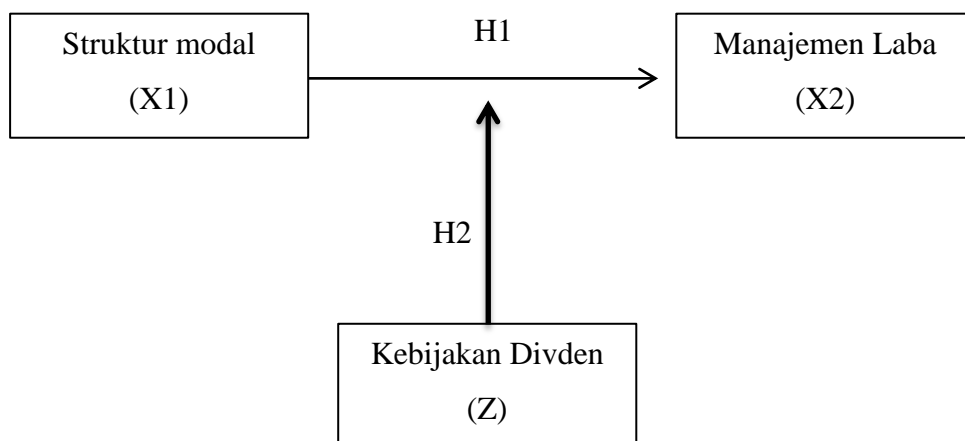 Struktur modal
(X1)
H1
Manajemen Laba
(X2)
H2
Kebijakan Divden
(Z)